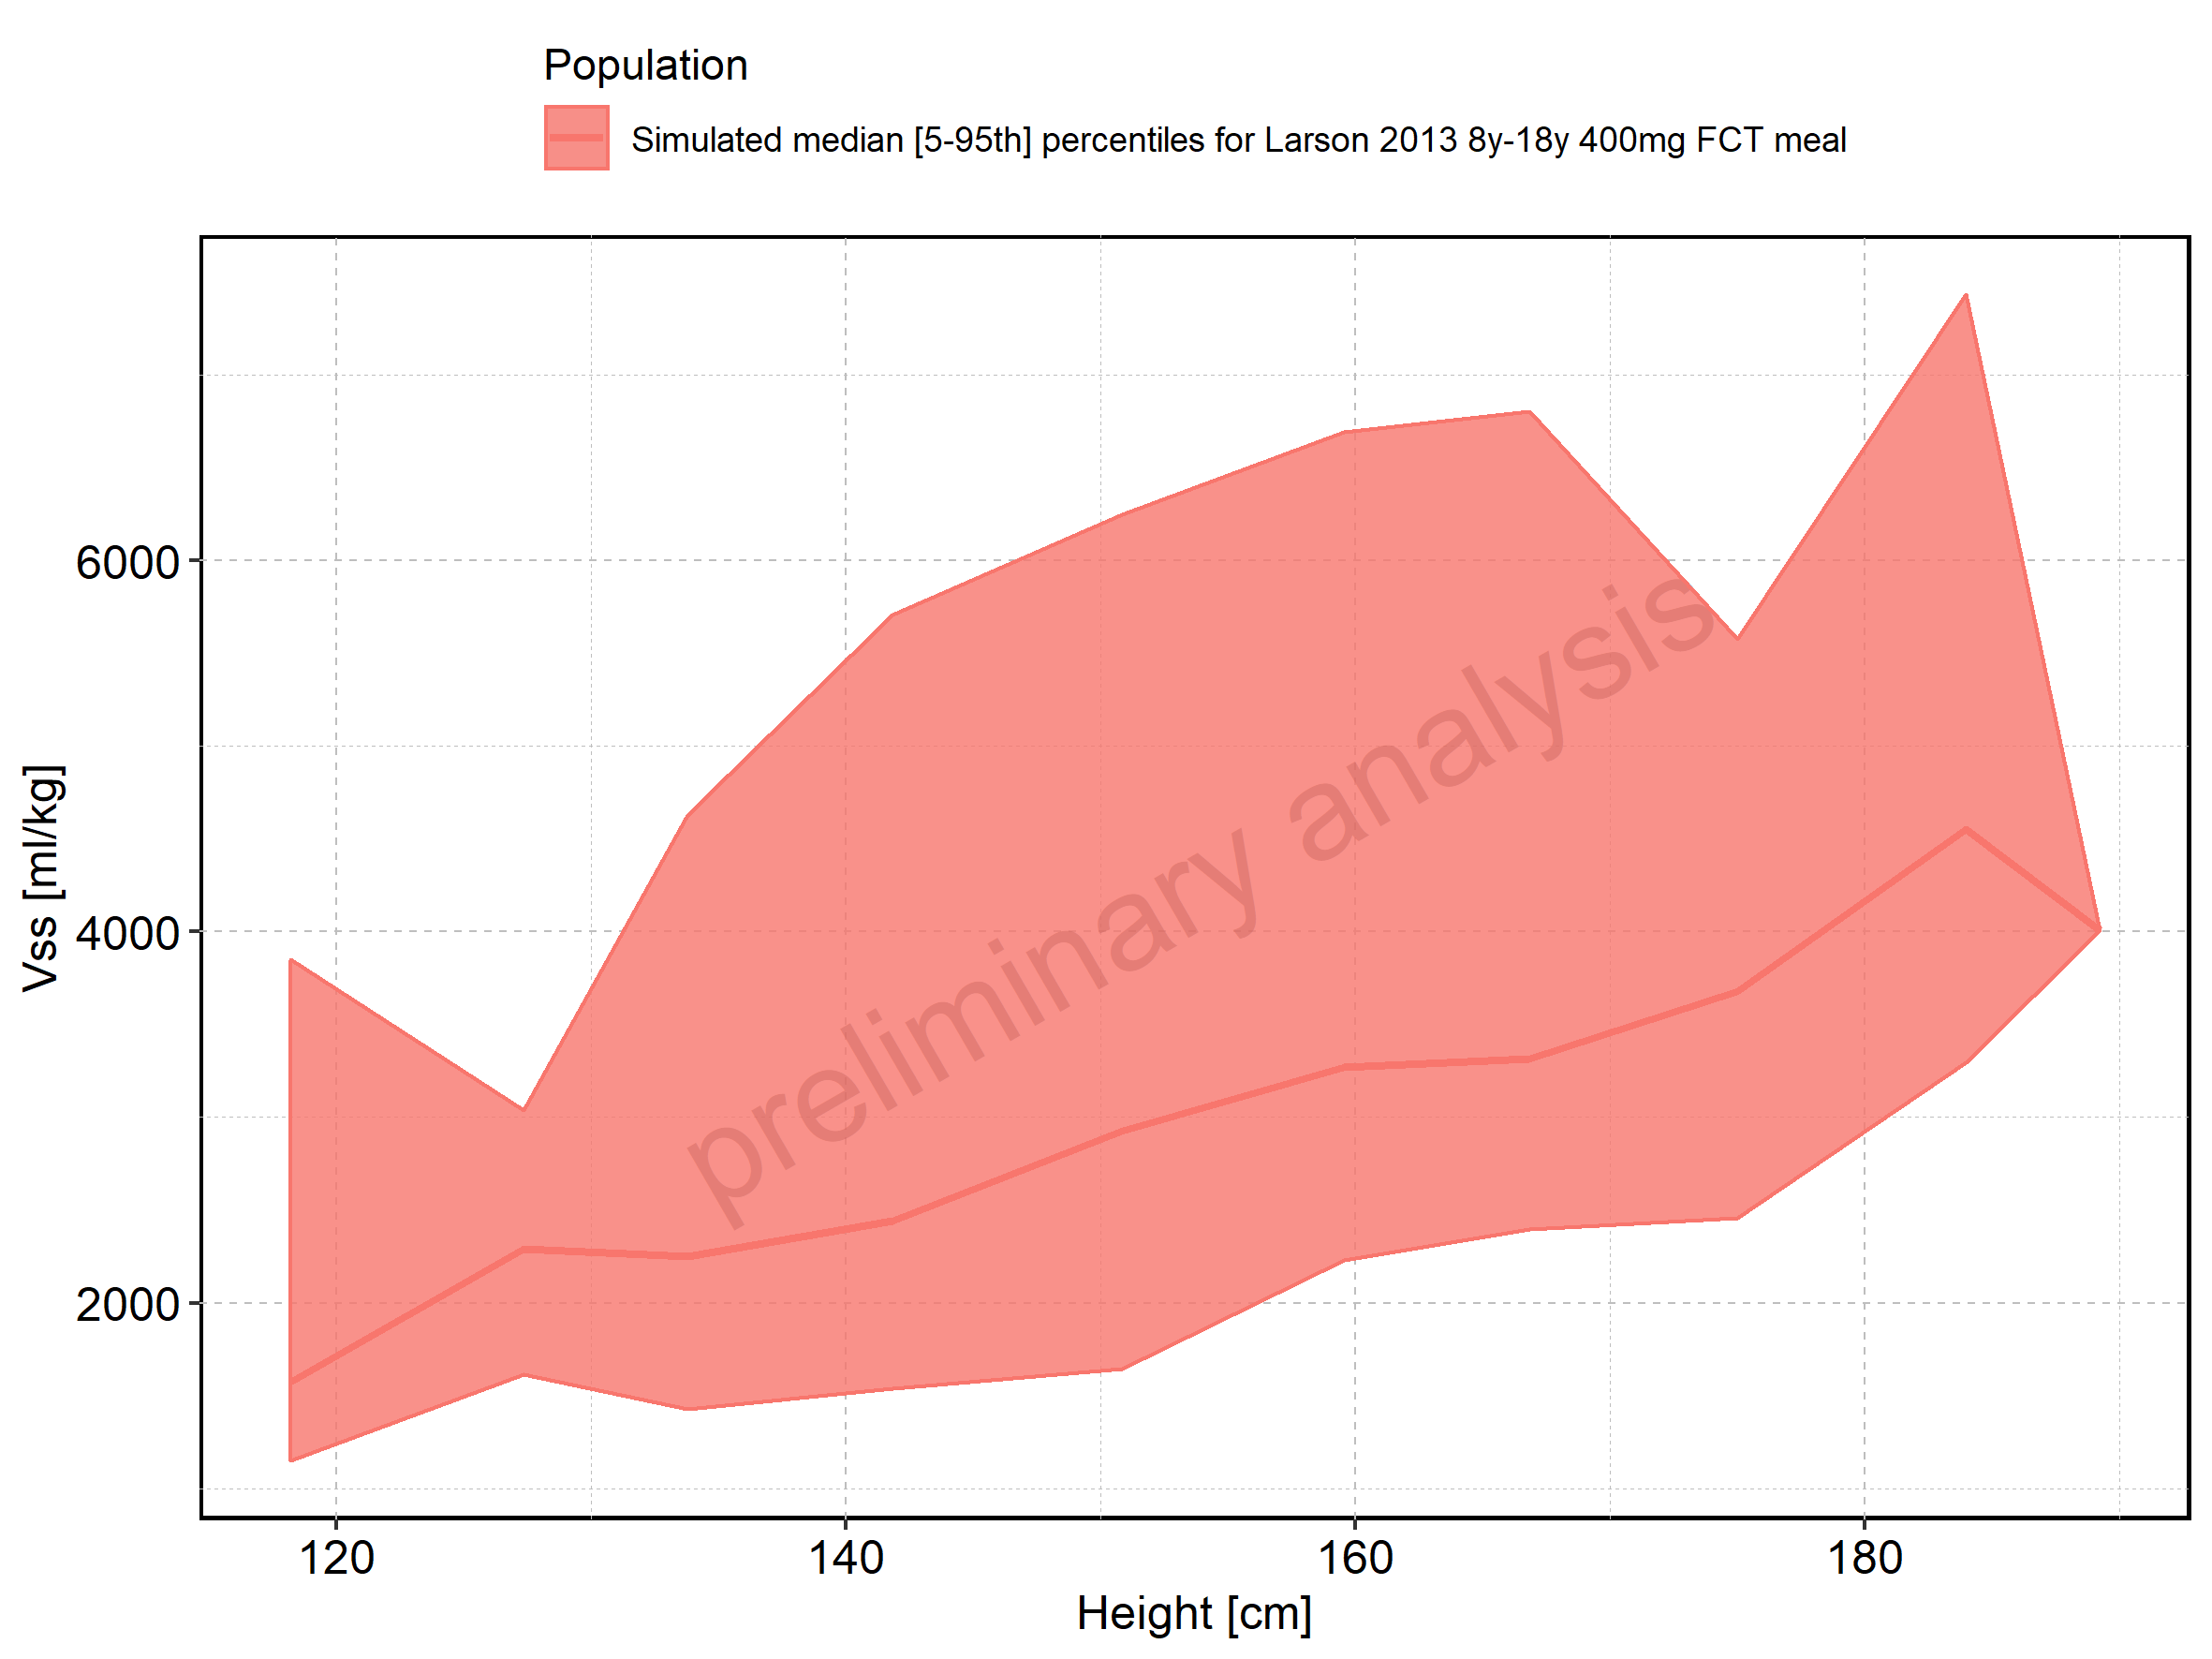 Population
Simulated median [5-95th] percentiles for Larson 2013 8y-18y 400mg FCT meal
6000
4000
2000
Vss [ml/kg]
preliminary analysis
120 140 160 180
Height [cm]